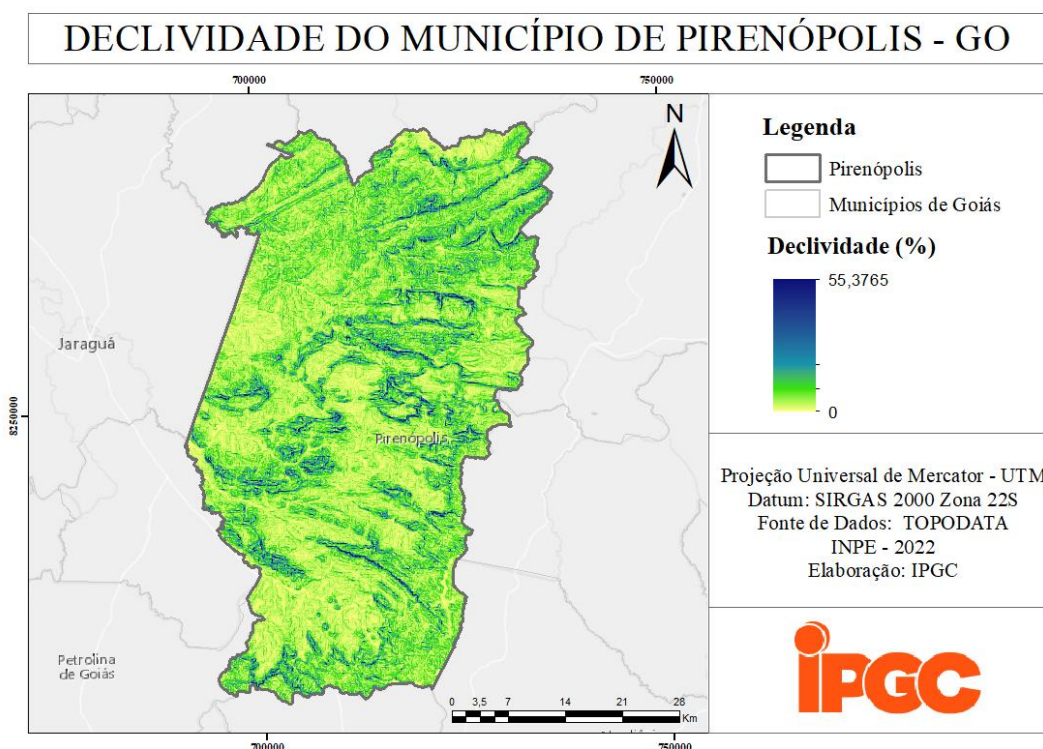 DECLIVIDADE DO MUNICÍPIO DE PIRENÓPOLIS - GO
700000
750000
N
Jaraguá
8250000
Pirenópolis
Petrolina
de Goiás
0 3,5 7 14 21 28
Km
700000
750000
Legenda
Pirenópolis
Municípios de Goiás
Declividade (%)
55,3765
0
Projeção Universal de Mercator - UTM
Datum: SIRGAS 2000 Zona 22S
Fonte de Dados: TOPODATA
INPE - 2022
Elaboração: IPGC
iPGC